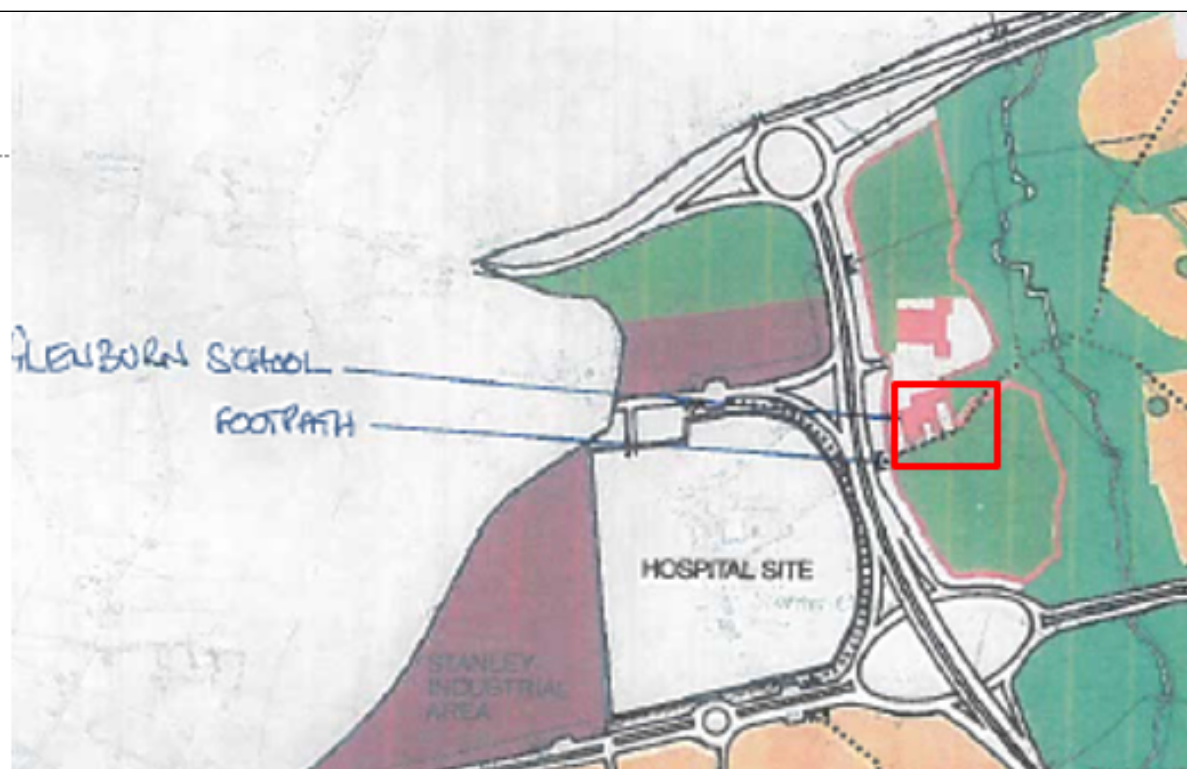 GLENBURN SCHOOL
FOOTPATH
HOSPITAL SITE
STANLEY
INDUSTRIAL
AREA